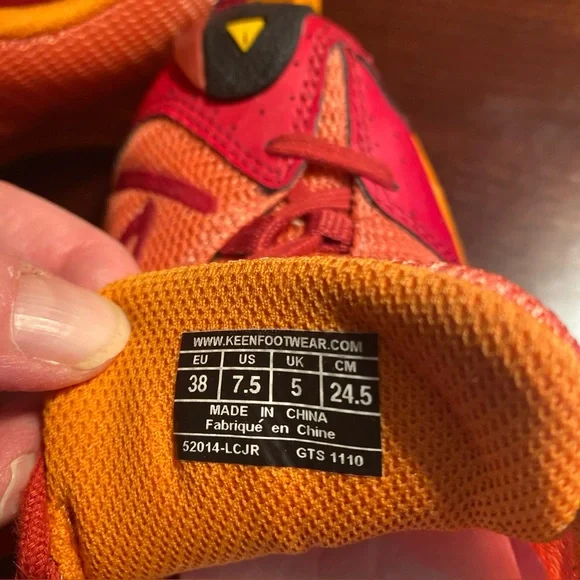 WWW.KEENFOOTWEAR.COM
EU US UK CM
38 7.5 5 24.5
MADE IN CHINA
Fabriqué en Chine
52014-LCJR GTS 1110